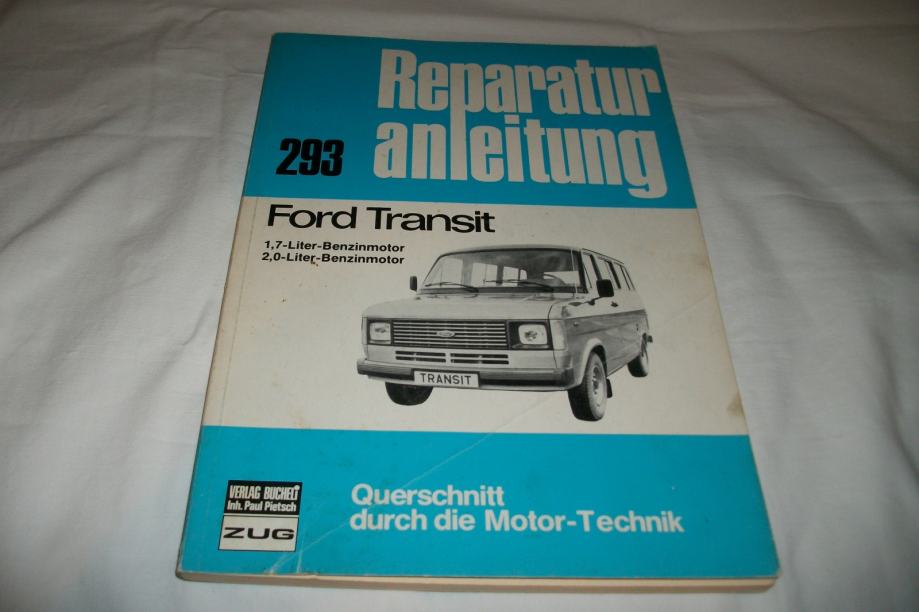 Reparatur
anleitung
293
Ford Transit
1,7-Liter-Benzinmotor
2,0-Liter-Benzinmotor
Ford
TRANSIT
VERLAG BUCHELI
Inh. Paul Pietsch
ZUG
Querschnitt
durch die Motor-Technik